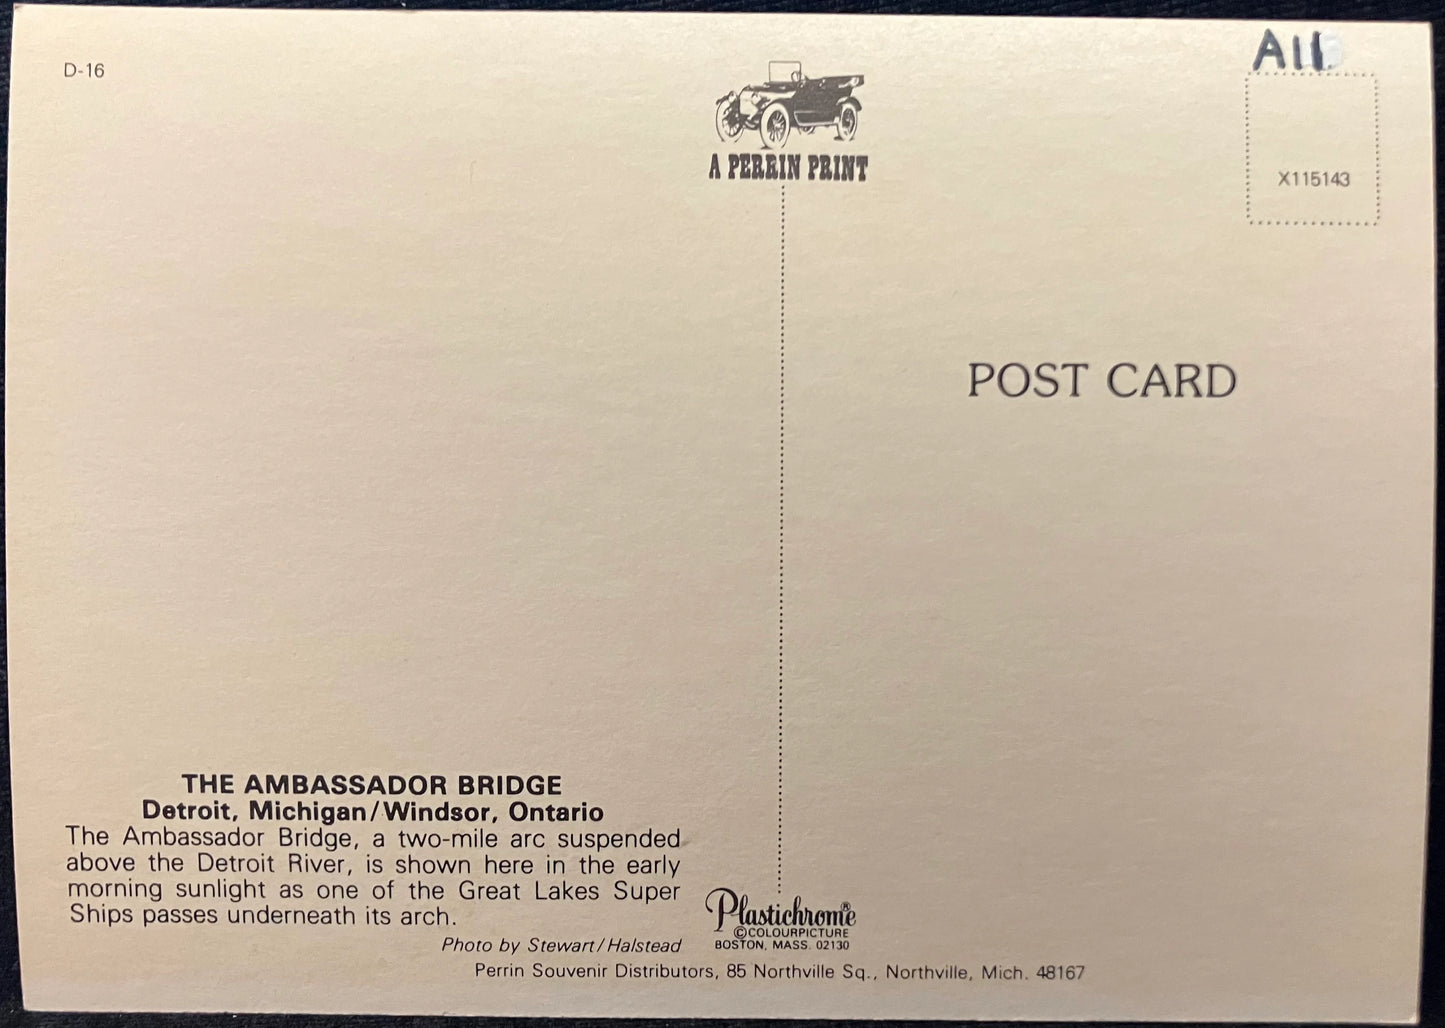 D-16
A PERRIN PRINT
A11
X115143
POST CARD
THE AMBASSADOR BRIDGE
Detroit, Michigan/Windsor, Ontario
The Ambassador Bridge, a two-mile arc suspended
above the Detroit River, is shown here in the early
morning sunlight as one of the Great Lakes Super
Ships passes underneath its arch.
Photo by Stewart/Halstead
Plastichrome®
©COLOURPICTURE
BOSTON, MASS. 02130
Perrin Souvenir Distributors, 85 Northville Sq., Northville, Mich. 48167